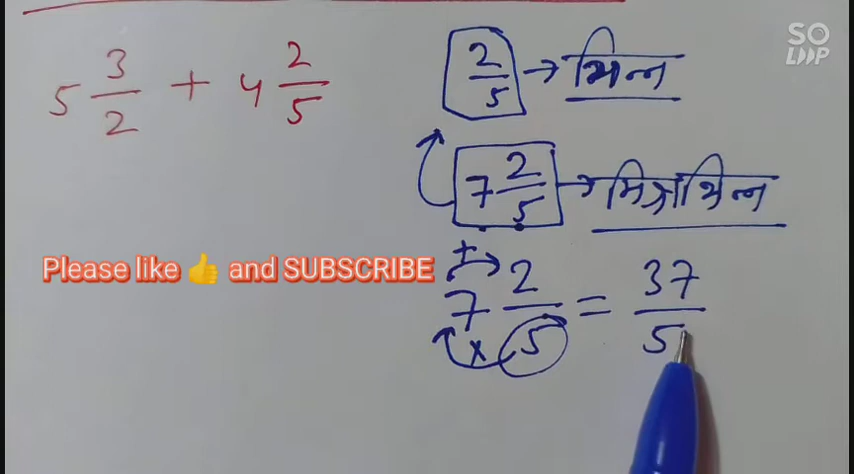 5 3/2 + 4 2/5
2/5 → भिन्न
7 2/5 → मिश्रभिन्न
7 2/5 = 37/5
+
×
Please like 👍 and SUBSCRIBE
SO
LOOP